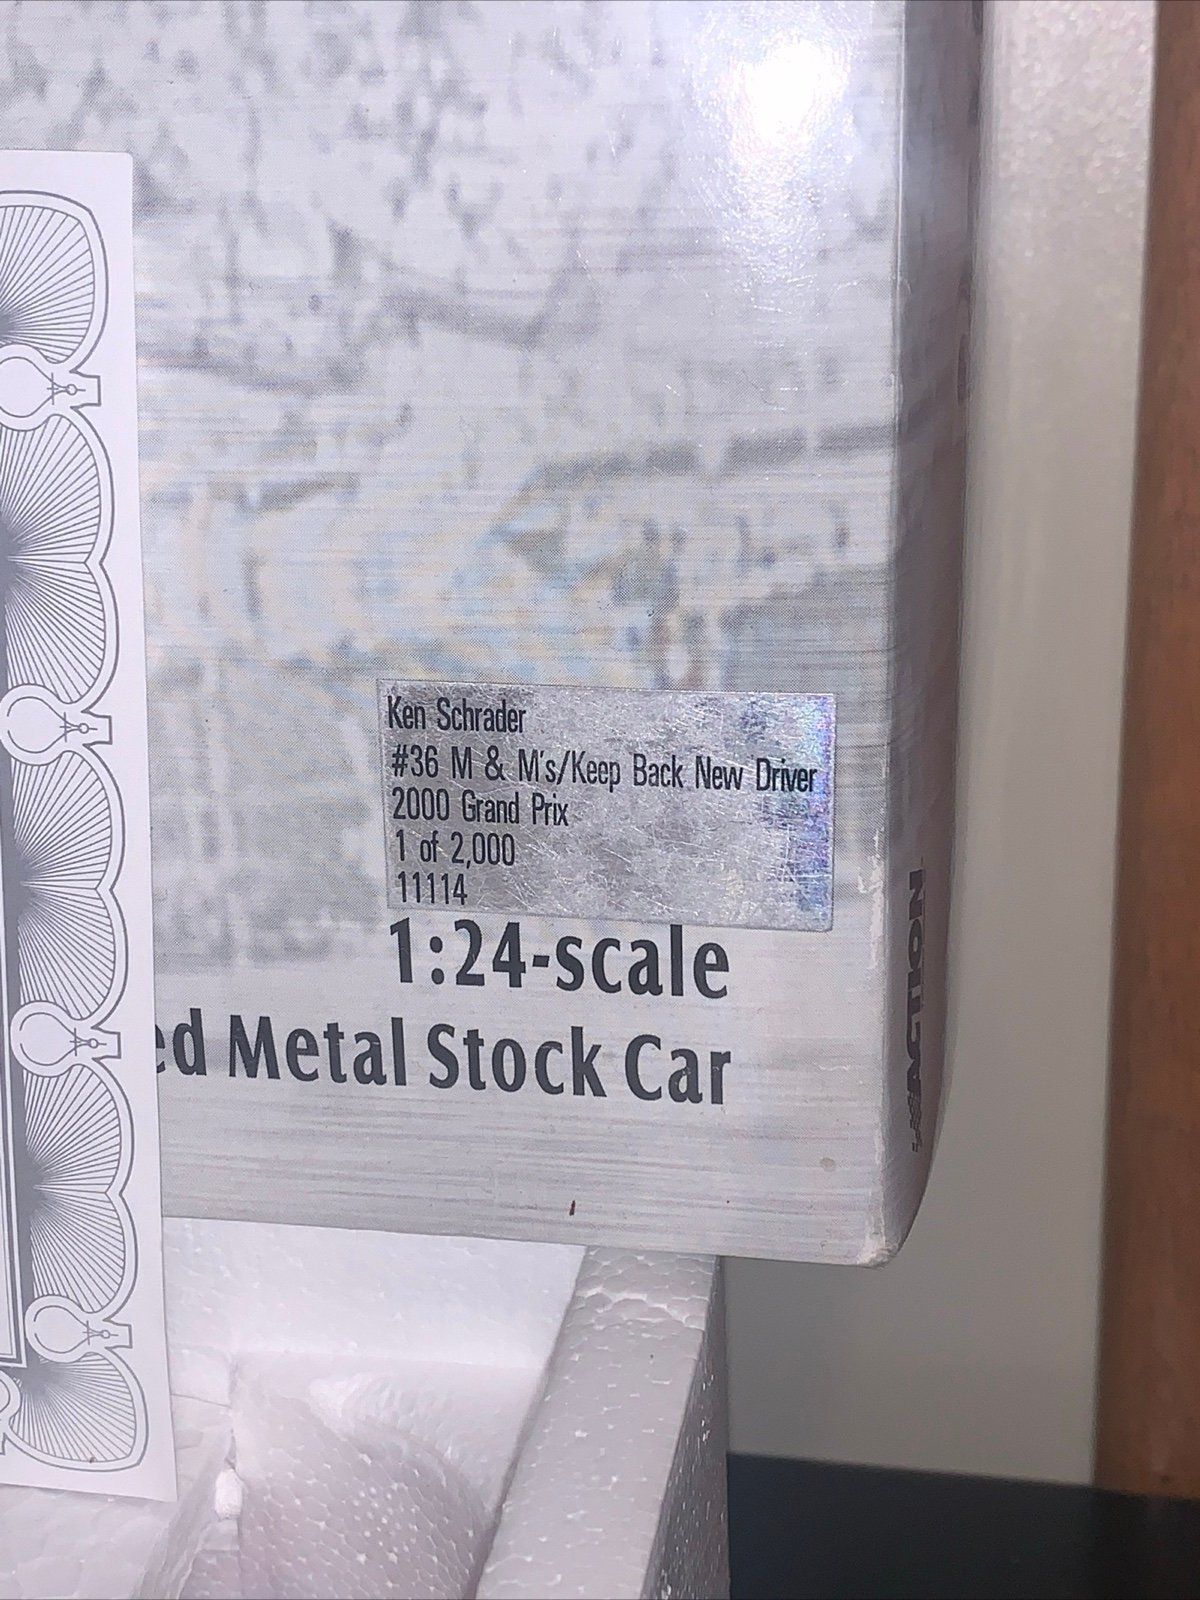 Ken Schrader
#36 M & M's/Keep Back New Driver
2000 Grand Prix
1 of 2,000
11114
1:24-scale
ed Metal Stock Car
ACTION